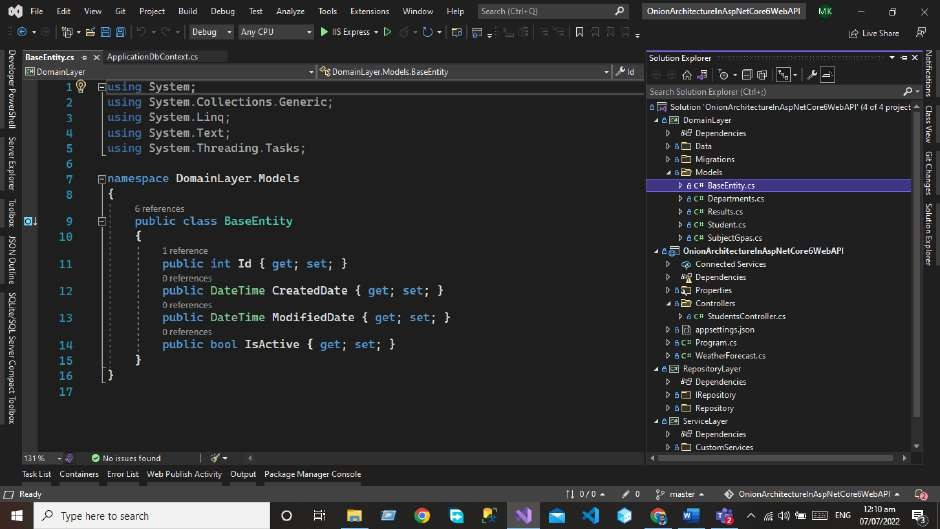 File Edit View Git Project Build Debug Test Analyze Tools Extensions Window Help Search (Ctrl+Q) OnionArchitectureInAspNetCore6WebAPI MK
Debug Any CPU IIS Express Live Share
BaseEntity.cs ApplicationDbContext.cs
DomainLayer DomainLayer.Models.BaseEntity Id
1 using System;
2 using System.Collections.Generic;
3 using System.Linq;
4 using System.Text;
5 using System.Threading.Tasks;
6
7 namespace DomainLayer.Models
8 {
6 references
9 public class BaseEntity
10 {
1 reference
11 public int Id { get; set; }
0 references
12 public DateTime CreatedDate { get; set; }
0 references
13 public DateTime ModifiedDate { get; set; }
0 references
14 public bool IsActive { get; set; }
15 }
16 }
17
131 % No issues found
Developer PowerShell
Server Explorer
Toolbox
JSON Outline
SQLite/SQL Server Compact Toolbox
Solution Explorer
Search Solution Explorer (Ctrl+;)
Solution 'OnionArchitectureInAspNetCore6WebAPI' (4 of 4 project
DomainLayer
Dependencies
Data
Migrations
Models
C# BaseEntity.cs
C# Departments.cs
C# Results.cs
C# Student.cs
C# SubjectGpas.cs
OnionArchitectureInAspNetCore6WebAPI
Connected Services
Dependencies
Properties
Controllers
C# StudentsController.cs
appsettings.json
C# Program.cs
C# WeatherForecast.cs
RepositoryLayer
Dependencies
IRepository
Repository
ServiceLayer
Dependencies
CustomServices
Notifications
Class View
Git Changes
Solution Explorer
Task List Containers Error List Web Publish Activity Output Package Manager Console
Ready 0 / 0 0 master OnionArchitectureInAspNetCore6WebAPI 2
Type here to search ENG 12:10 am
07/07/2022 3